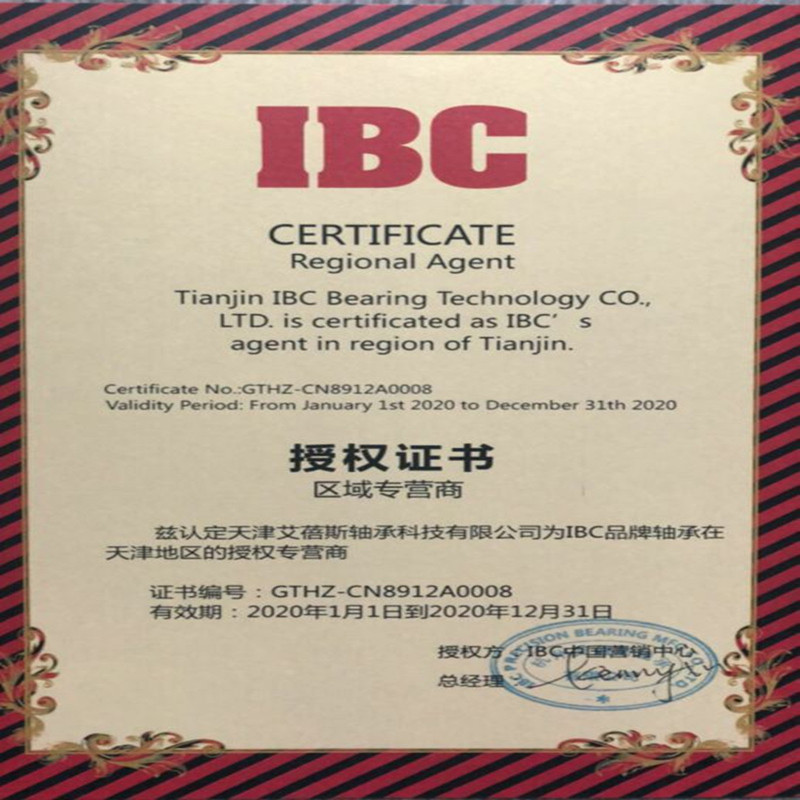 IBC
CERTIFICATE
Regional Agent
Tianjin IBC Bearing Technology CO.,
LTD. is certificated as IBC’s
agent in region of Tianjin.
Certificate No.:GTHZ-CN8912A0008
Validity Period: From January 1st 2020 to December 31th 2020
授权证书
区域专营商
兹认定天津艾蓓斯轴承科技有限公司为IBC品牌轴承在
天津地区的授权专营商
证书编号：GTHZ-CN8912A0008
有效期：2020年1月1日到2020年12月31日
授权方：IBC中国营销中心
总经理
IBC PRECISION BEARING